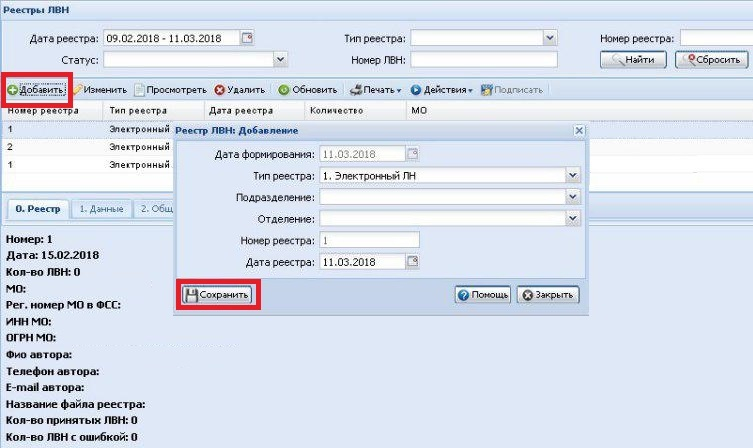 Реестры ЛВН
Дата реестра: 09.02.2018 - 11.03.2018 Тип реестра: Номер реестра:
Статус: Номер ЛВН: Найти Сбросить
Добавить Изменить Просмотреть Удалить Обновить Печать Действия Подписать
Номер реестра Тип реестра Дата реестра Количество МО
1 Электронный
2 Электронный
1 Электронный
Реестр ЛВН: Добавление
Дата формирования: 11.03.2018
Тип реестра: 1. Электронный ЛН
Подразделение:
Отделение:
Номер реестра: 1
Дата реестра: 11.03.2018
Сохранить Помощь Закрыть
0. Реестр 1. Данные 2. Общ
Номер: 1
Дата: 15.02.2018
Кол-во ЛВН: 0
МО:
Рег. номер МО в ФСС:
ИНН МО:
ОГРН МО:
Фио автора:
Телефон автора:
E-mail автора:
Название файла реестра:
Кол-во принятых ЛВН: 0
Кол-во ЛВН с ошибкой: 0